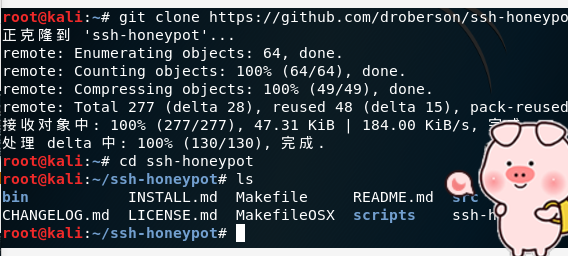 root@kali:~# git clone https://github.com/droberson/ssh-honeypot
正克隆到 'ssh-honeypot'...
remote: Enumerating objects: 64, done.
remote: Counting objects: 100% (64/64), done.
remote: Compressing objects: 100% (49/49), done.
remote: Total 277 (delta 28), reused 48 (delta 15), pack-reused
接收对象中: 100% (277/277), 47.31 KiB | 184.00 KiB/s, 完成.
处理 delta 中: 100% (130/130), 完成.
root@kali:~# cd ssh-honeypot
root@kali:~/ssh-honeypot# ls
bin INSTALL.md Makefile README.md src
CHANGELOG.md LICENSE.md MakefileOSX scripts ssh-h
root@kali:~/ssh-honeypot#